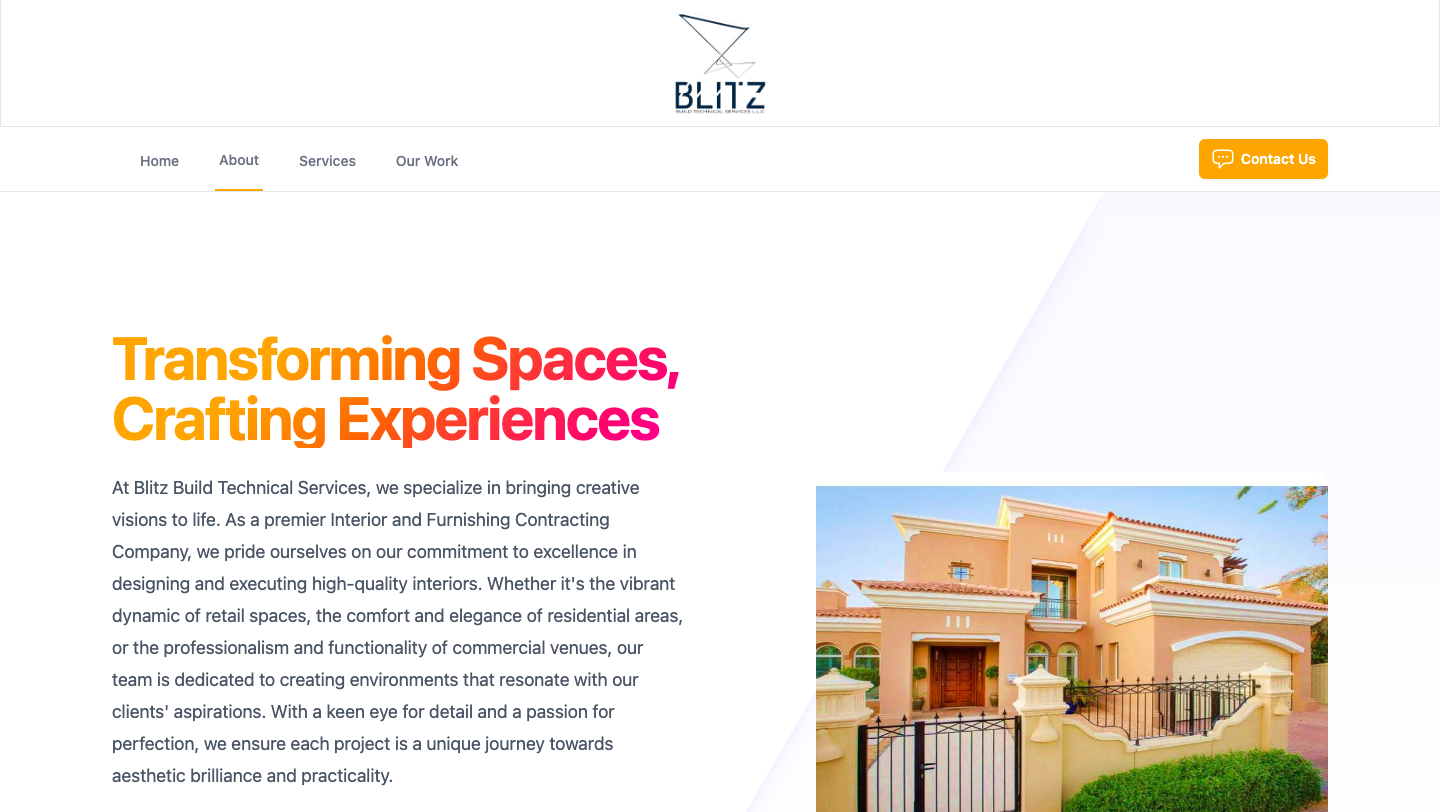 BLITZ
BUILD TECHNICAL SERVICES L.L.C
Home
About
Services
Our Work
Contact Us
Transforming Spaces,
Crafting Experiences
At Blitz Build Technical Services, we specialize in bringing creative
visions to life. As a premier Interior and Furnishing Contracting
Company, we pride ourselves on our commitment to excellence in
designing and executing high-quality interiors. Whether it's the vibrant
dynamic of retail spaces, the comfort and elegance of residential areas,
or the professionalism and functionality of commercial venues, our
team is dedicated to creating environments that resonate with our
clients' aspirations. With a keen eye for detail and a passion for
perfection, we ensure each project is a unique journey towards
aesthetic brilliance and practicality.